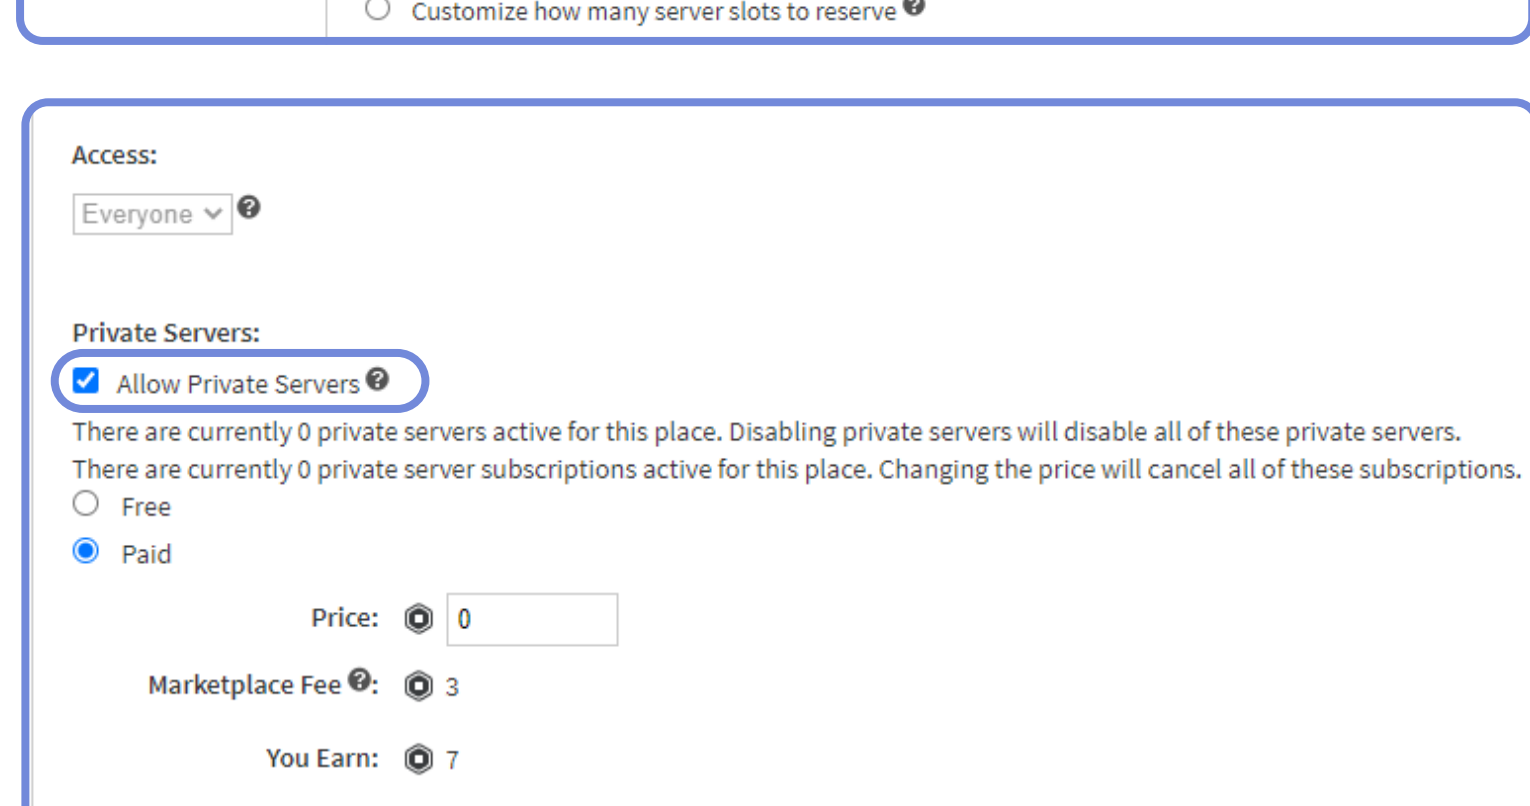 Customize how many server slots to reserve ?
Access:
Everyone ?
Private Servers:
Allow Private Servers ?
There are currently 0 private servers active for this place. Disabling private servers will disable all of these private servers.
There are currently 0 private server subscriptions active for this place. Changing the price will cancel all of these subscriptions.
Free
Paid
Price: 0
Marketplace Fee ?: 3
You Earn: 7